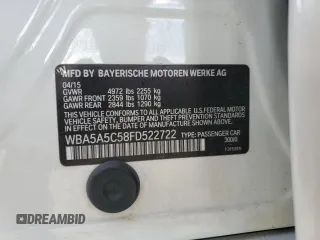 MFD BY BAYERISCHE MOTOREN WERKE AG
04/15
GVWR 4972 lbs 2255 kg
GAWR FRONT 2359 lbs 1070 kg
GAWR REAR 2844 lbs 1290 kg
THIS VEHICLE CONFORMS TO ALL APPLICABLE
U.S. FEDERAL MOTOR VEHICLE SAFETY, BUMPER,
AND THEFT PREVENTION STANDARDS IN EFFECT
ON THE DATE OF MANUFACTURE SHOWN ABOVE.
WBA5A5C58FD522722 TYPE: PASSENGER CAR
300/II
DREAMBID